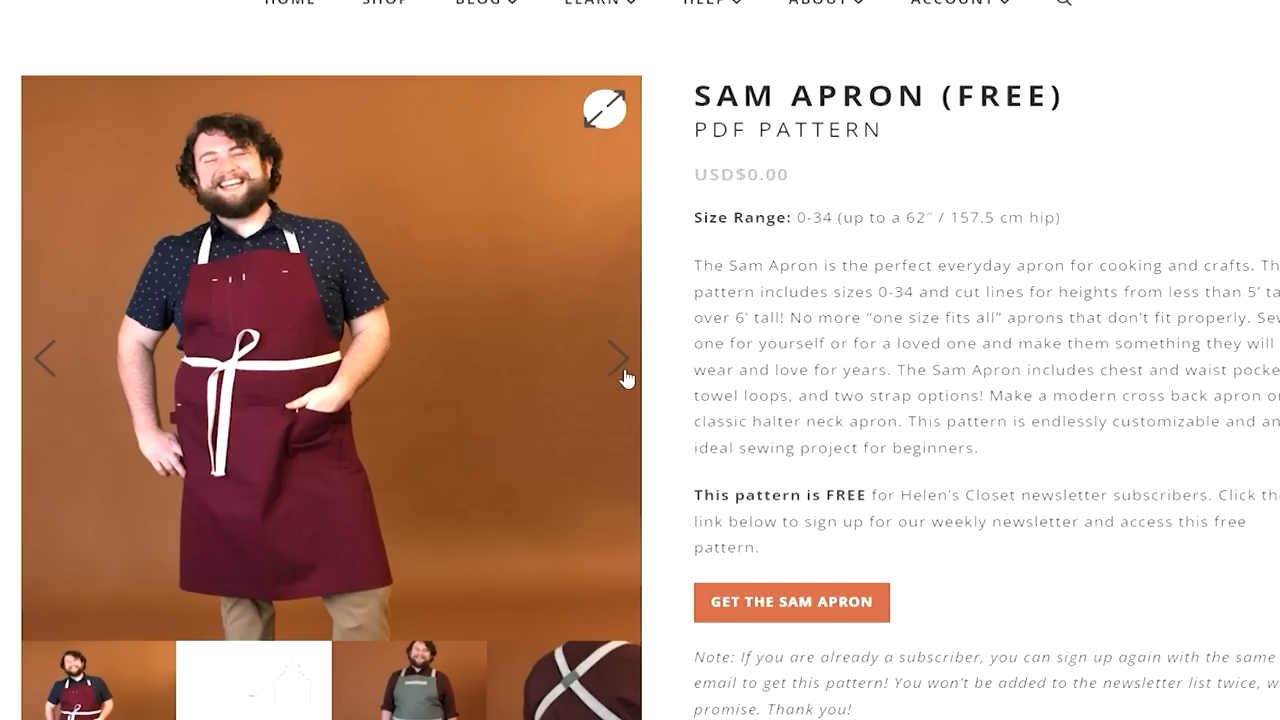 HOME SHOP BLOG LEARN HELP ABOUT ACCOUNT
SAM APRON (FREE)
PDF PATTERN
USD$0.00
Size Range: 0-34 (up to a 62″ / 157.5 cm hip)
The Sam Apron is the perfect everyday apron for cooking and crafts.
pattern includes sizes 0-34 and cut lines for heights from less than 5’
over 6’ tall! No more “one size fits all” aprons that don’t fit properly.
one for yourself or for a loved one and make them something they will
wear and love for years. The Sam Apron includes chest and waist
towel loops, and two strap options! Make a modern cross back apron
classic halter neck apron. This pattern is endlessly customizable and
ideal sewing project for beginners.
This pattern is FREE for Helen’s Closet newsletter subscribers. Click
link below to sign up for our weekly newsletter and access this free
pattern.
GET THE SAM APRON
Note: If you are already a subscriber, you can sign up again with the same
email to get this pattern! You won’t be added to the newsletter list twice,
promise. Thank you!